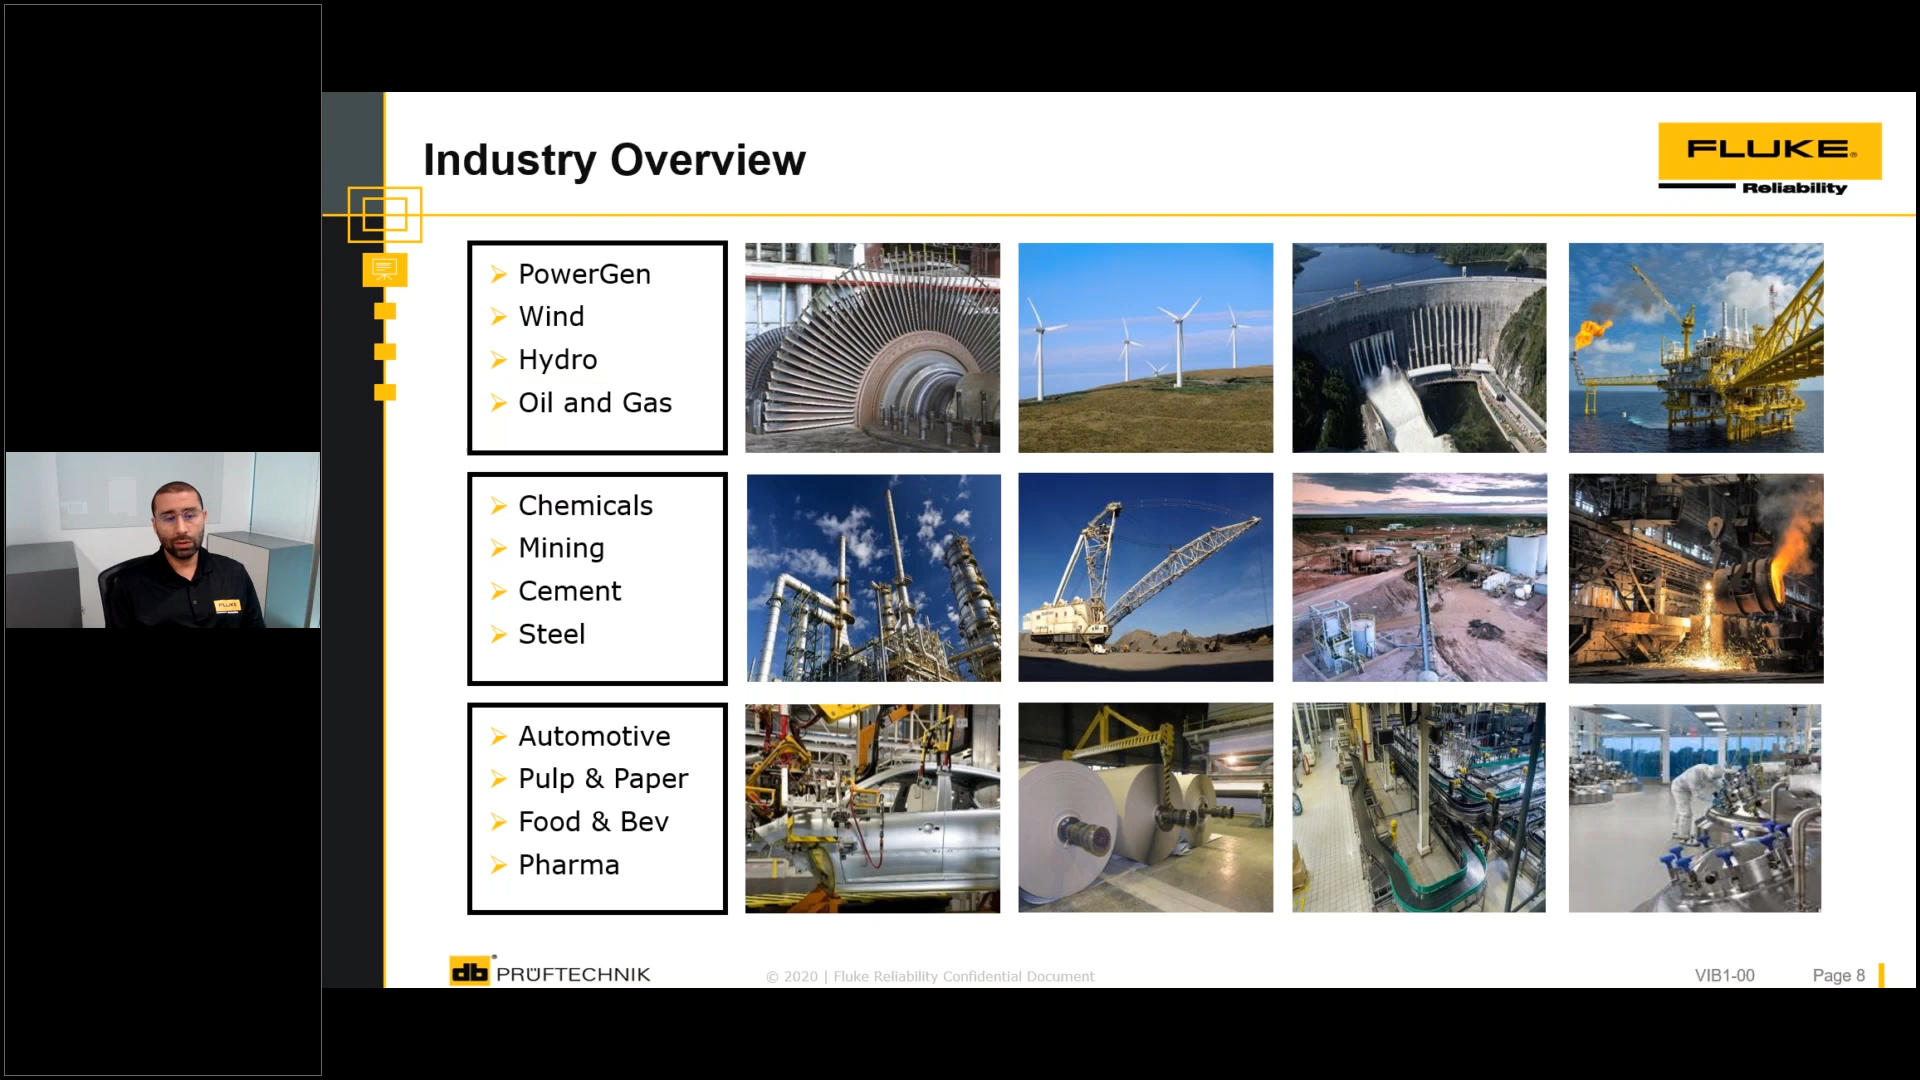 Industry Overview
FLUKE®
Reliability
PowerGen
Wind
Hydro
Oil and Gas
Chemicals
Mining
Cement
Steel
Automotive
Pulp & Paper
Food & Bev
Pharma
FLUKE
db® PRÜFTECHNIK
© 2020 | Fluke Reliability Confidential Document
VIB1-00
Page 8